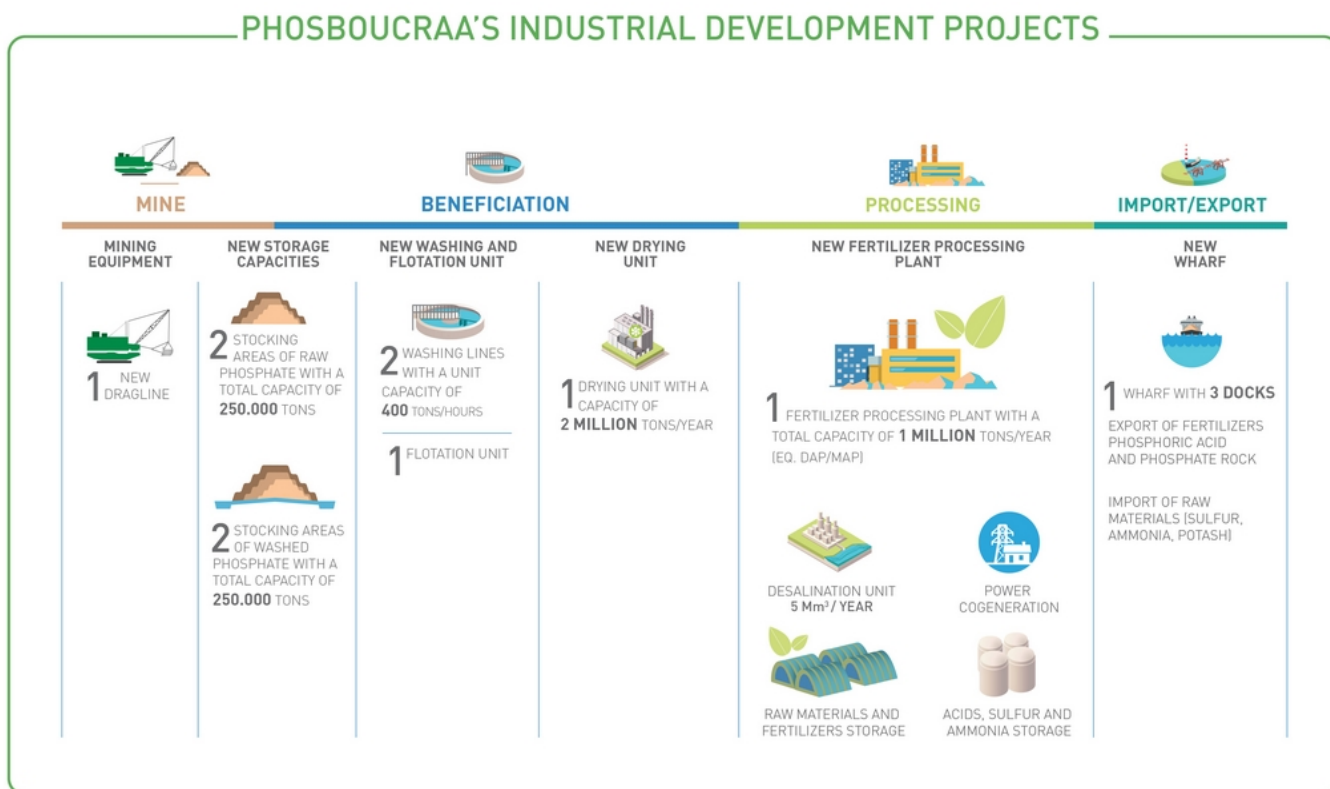 PHOSBOUCRAA'S INDUSTRIAL DEVELOPMENT PROJECTS
MINE
BENEFICIATION
PROCESSING
IMPORT/EXPORT
MINING
EQUIPMENT
NEW STORAGE
CAPACITIES
NEW WASHING AND
FLOTATION UNIT
NEW DRYING
UNIT
NEW FERTILIZER PROCESSING
PLANT
NEW
WHARF
1 NEW
DRAGLINE
2 STOCKING
AREAS OF RAW
PHOSPHATE WITH A
TOTAL CAPACITY OF
250.000 TONS
2 STOCKING AREAS
OF WASHED
PHOSPHATE WITH A
TOTAL CAPACITY OF
250.000 TONS
2 WASHING LINES
WITH A UNIT
CAPACITY OF
400 TONS/HOURS
1 FLOTATION UNIT
1 DRYING UNIT WITH A
CAPACITY OF
2 MILLION TONS/YEAR
1 FERTILIZER PROCESSING PLANT WITH A
TOTAL CAPACITY OF 1 MILLION TONS/YEAR
(EQ. DAP/MAP)
DESALINATION UNIT
5 Mm³/ YEAR
POWER
COGENERATION
RAW MATERIALS AND
FERTILIZERS STORAGE
ACIDS, SULFUR AND
AMMONIA STORAGE
1 WHARF WITH 3 DOCKS
EXPORT OF FERTILIZERS
PHOSPHORIC ACID
AND PHOSPHATE ROCK
IMPORT OF RAW
MATERIALS (SULFUR,
AMMONIA, POTASH)